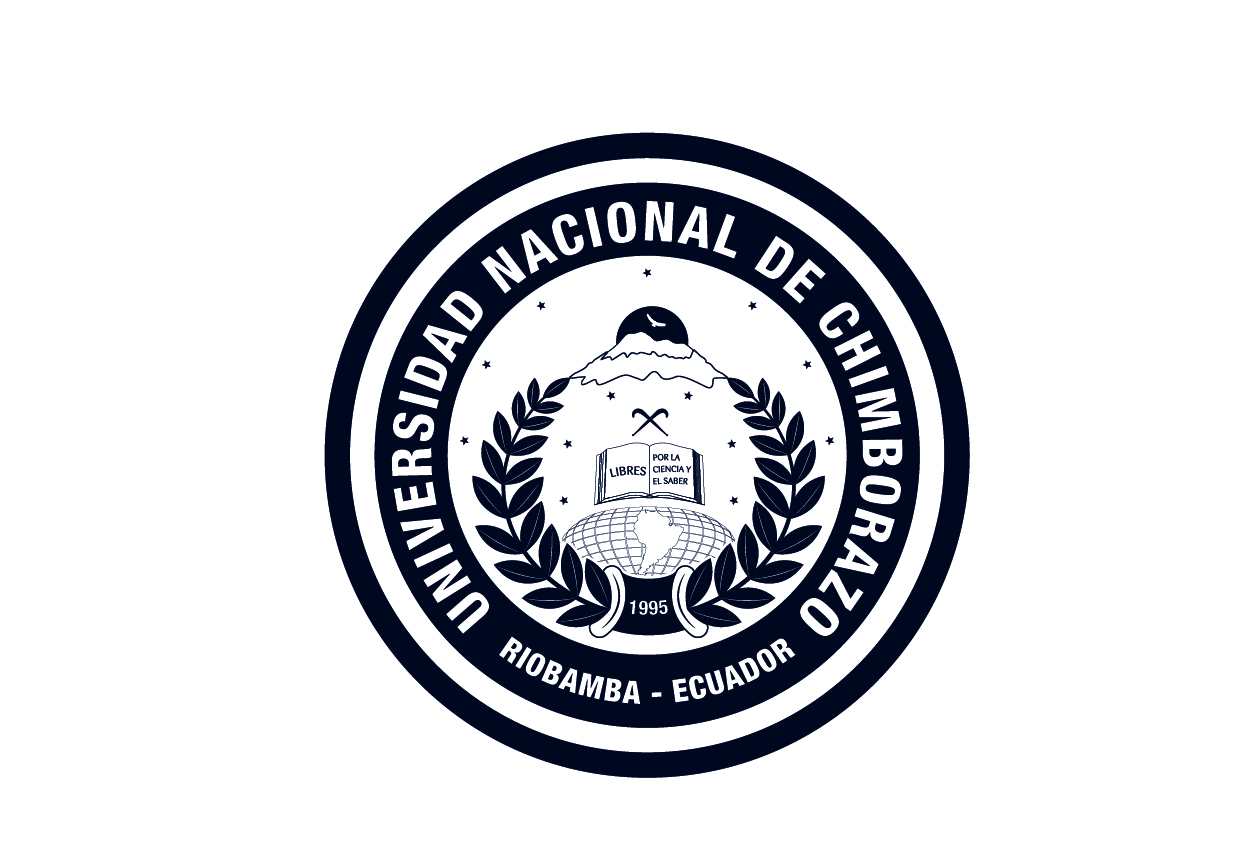 UNIVERSIDAD NACIONAL DE CHIMBORAZO
LIBRES
POR LA
CIENCIA Y
EL SABER
1995
RIOBAMBA - ECUADOR